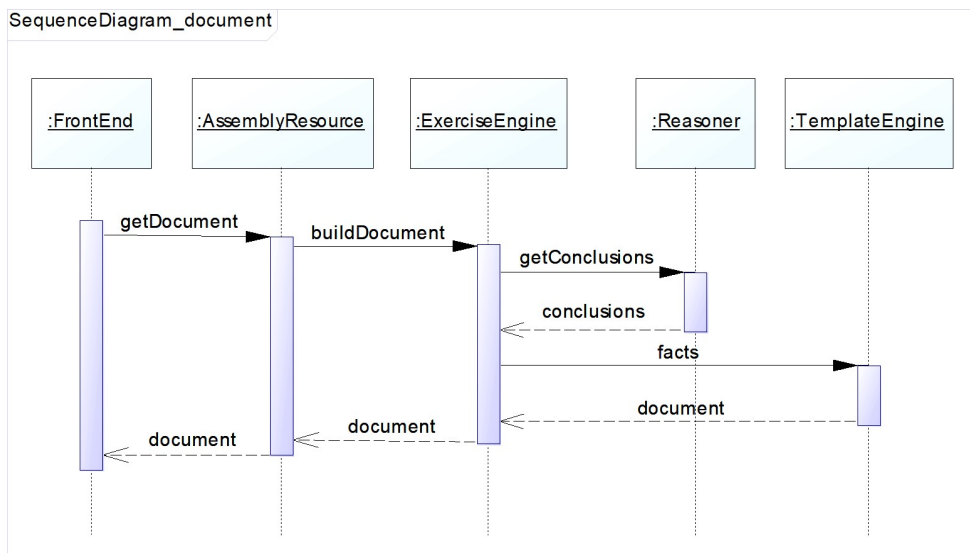 SequenceDiagram_document
:FrontEnd
:AssemblyResource
:ExerciseEngine
:Reasoner
:TemplateEngine
getDocument
buildDocument
getConclusions
conclusions
facts
document
document
document